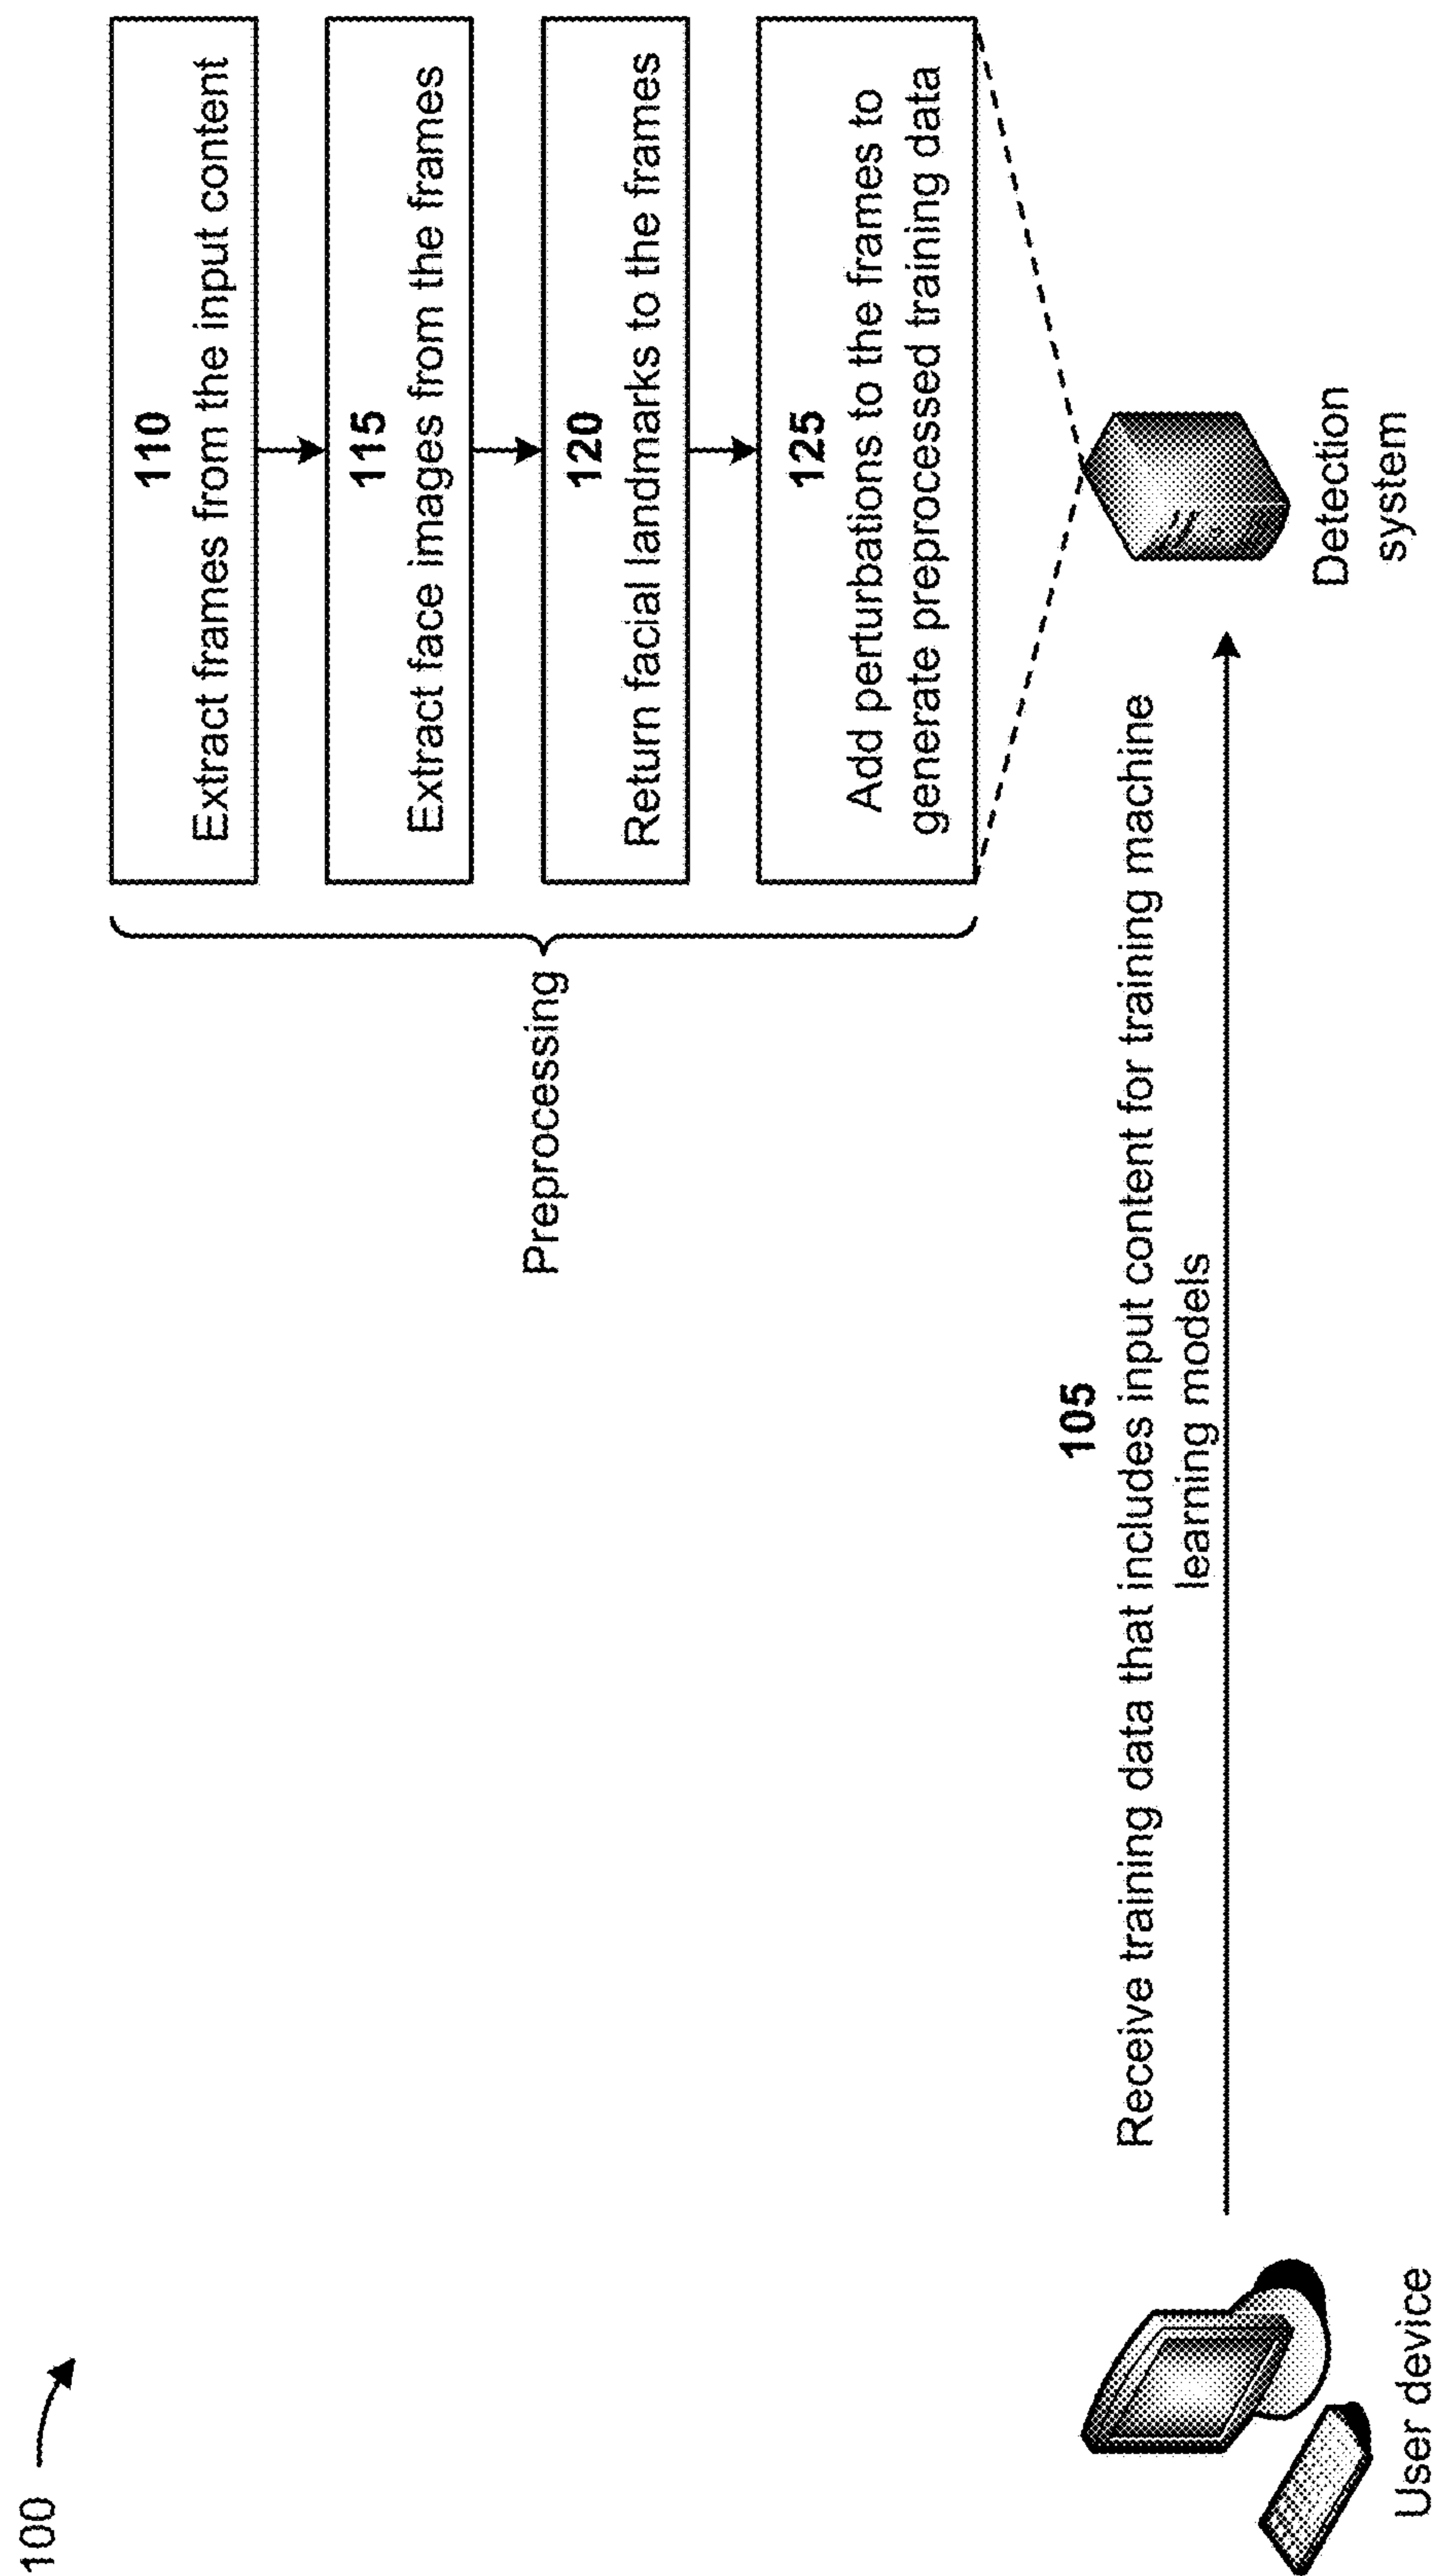 100
110
Extract frames from the input content
115
Extract face images from the frames
120
Return facial landmarks to the frames
125
Add perturbations to the frames to
generate preprocessed training data
Preprocessing
105
Receive training data that includes input content for training machine
learning models
User device
Detection
system